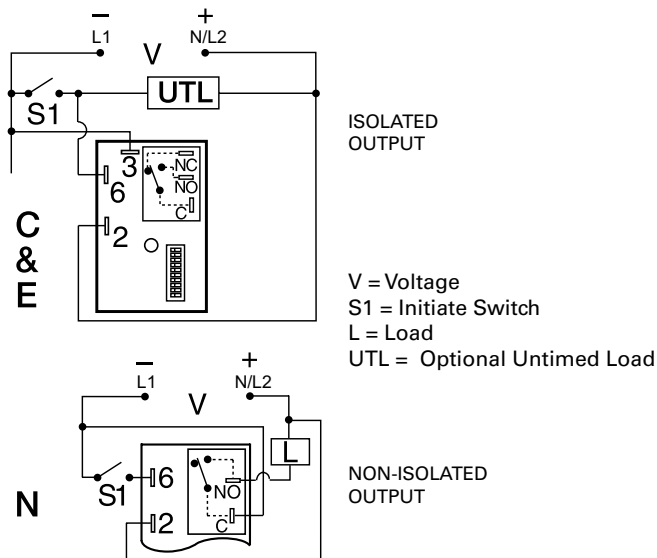 − +
L1 N/L2
V
UTL
S1
ISOLATED
OUTPUT
3
NC
NO
C
6
2
C
&
E
V = Voltage
S1 = Initiate Switch
L = Load
UTL = Optional Untimed Load
− +
L1 N/L2
V
L
6
S1
NO
C
2
N
NON-ISOLATED
OUTPUT